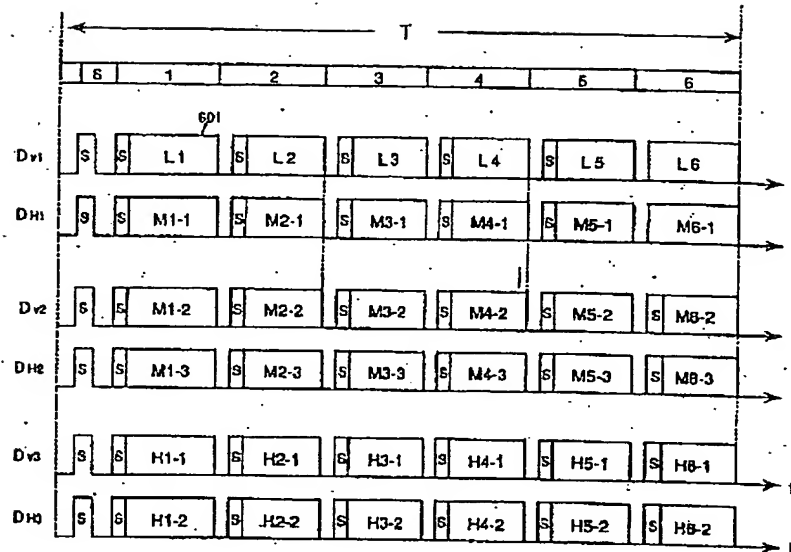 T
S 1 2 3 4 5 6
601
Dv1 S S L1 S L2 S L3 S L4 S L5 L6
DH1 S S M1-1 S M2-1 S M3-1 S M4-1 S M5-1 M6-1
Dv2 S S M1-2 S M2-2 S M3-2 S M4-2 S M5-2 S M6-2
DH2 S S M1-3 S M2-3 S M3-3 S M4-3 S M5-3 S M6-3
Dv3 S S H1-1 S H2-1 S H3-1 S H4-1 S H5-1 S H6-1
t
DH3 S S H1-2 S H2-2 S H3-2 S H4-2 S H5-2 S H6-2